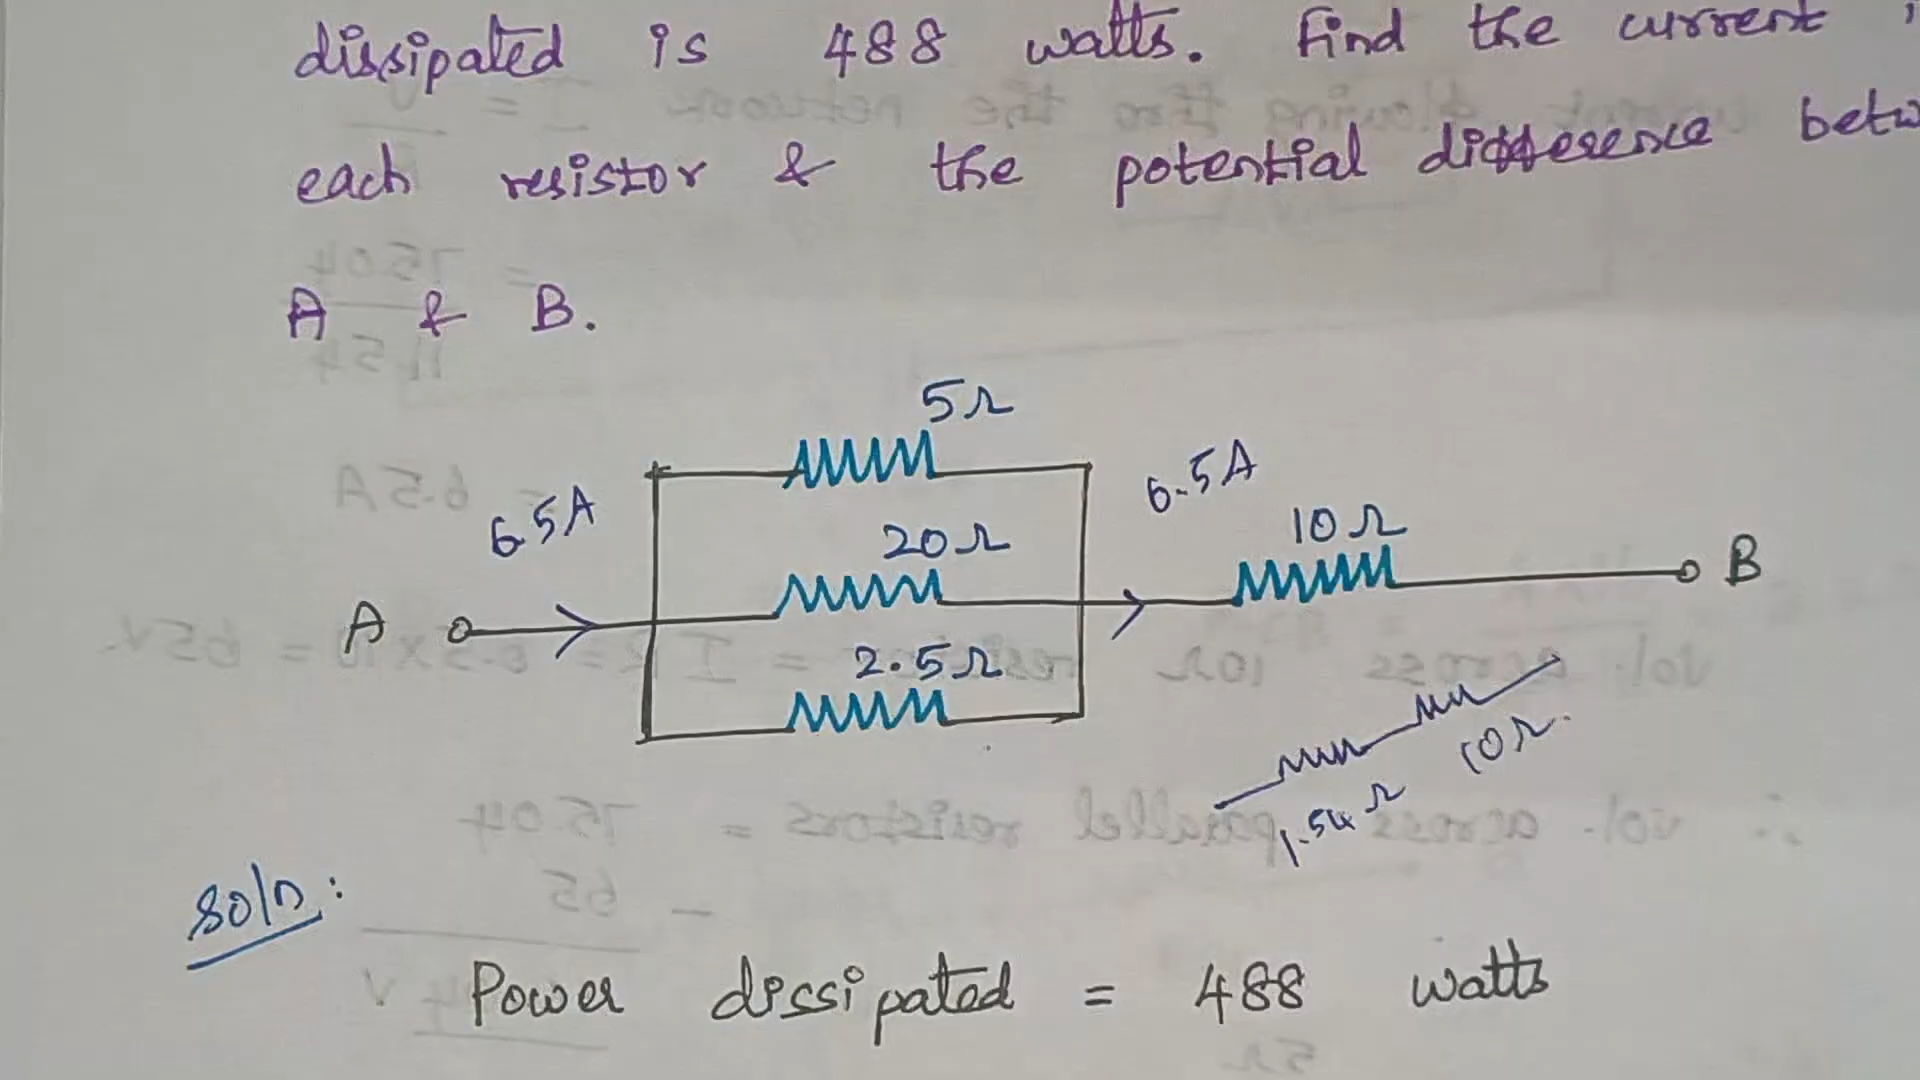 dissipated is 488 watts. Find the current
each resistor & the potential difference betw
A & B.
5Ω
6.5A
6.5A
20Ω
10Ω
A
B
2.5Ω
10Ω
1.54Ω
Soln:
Power dissipated = 488 watts